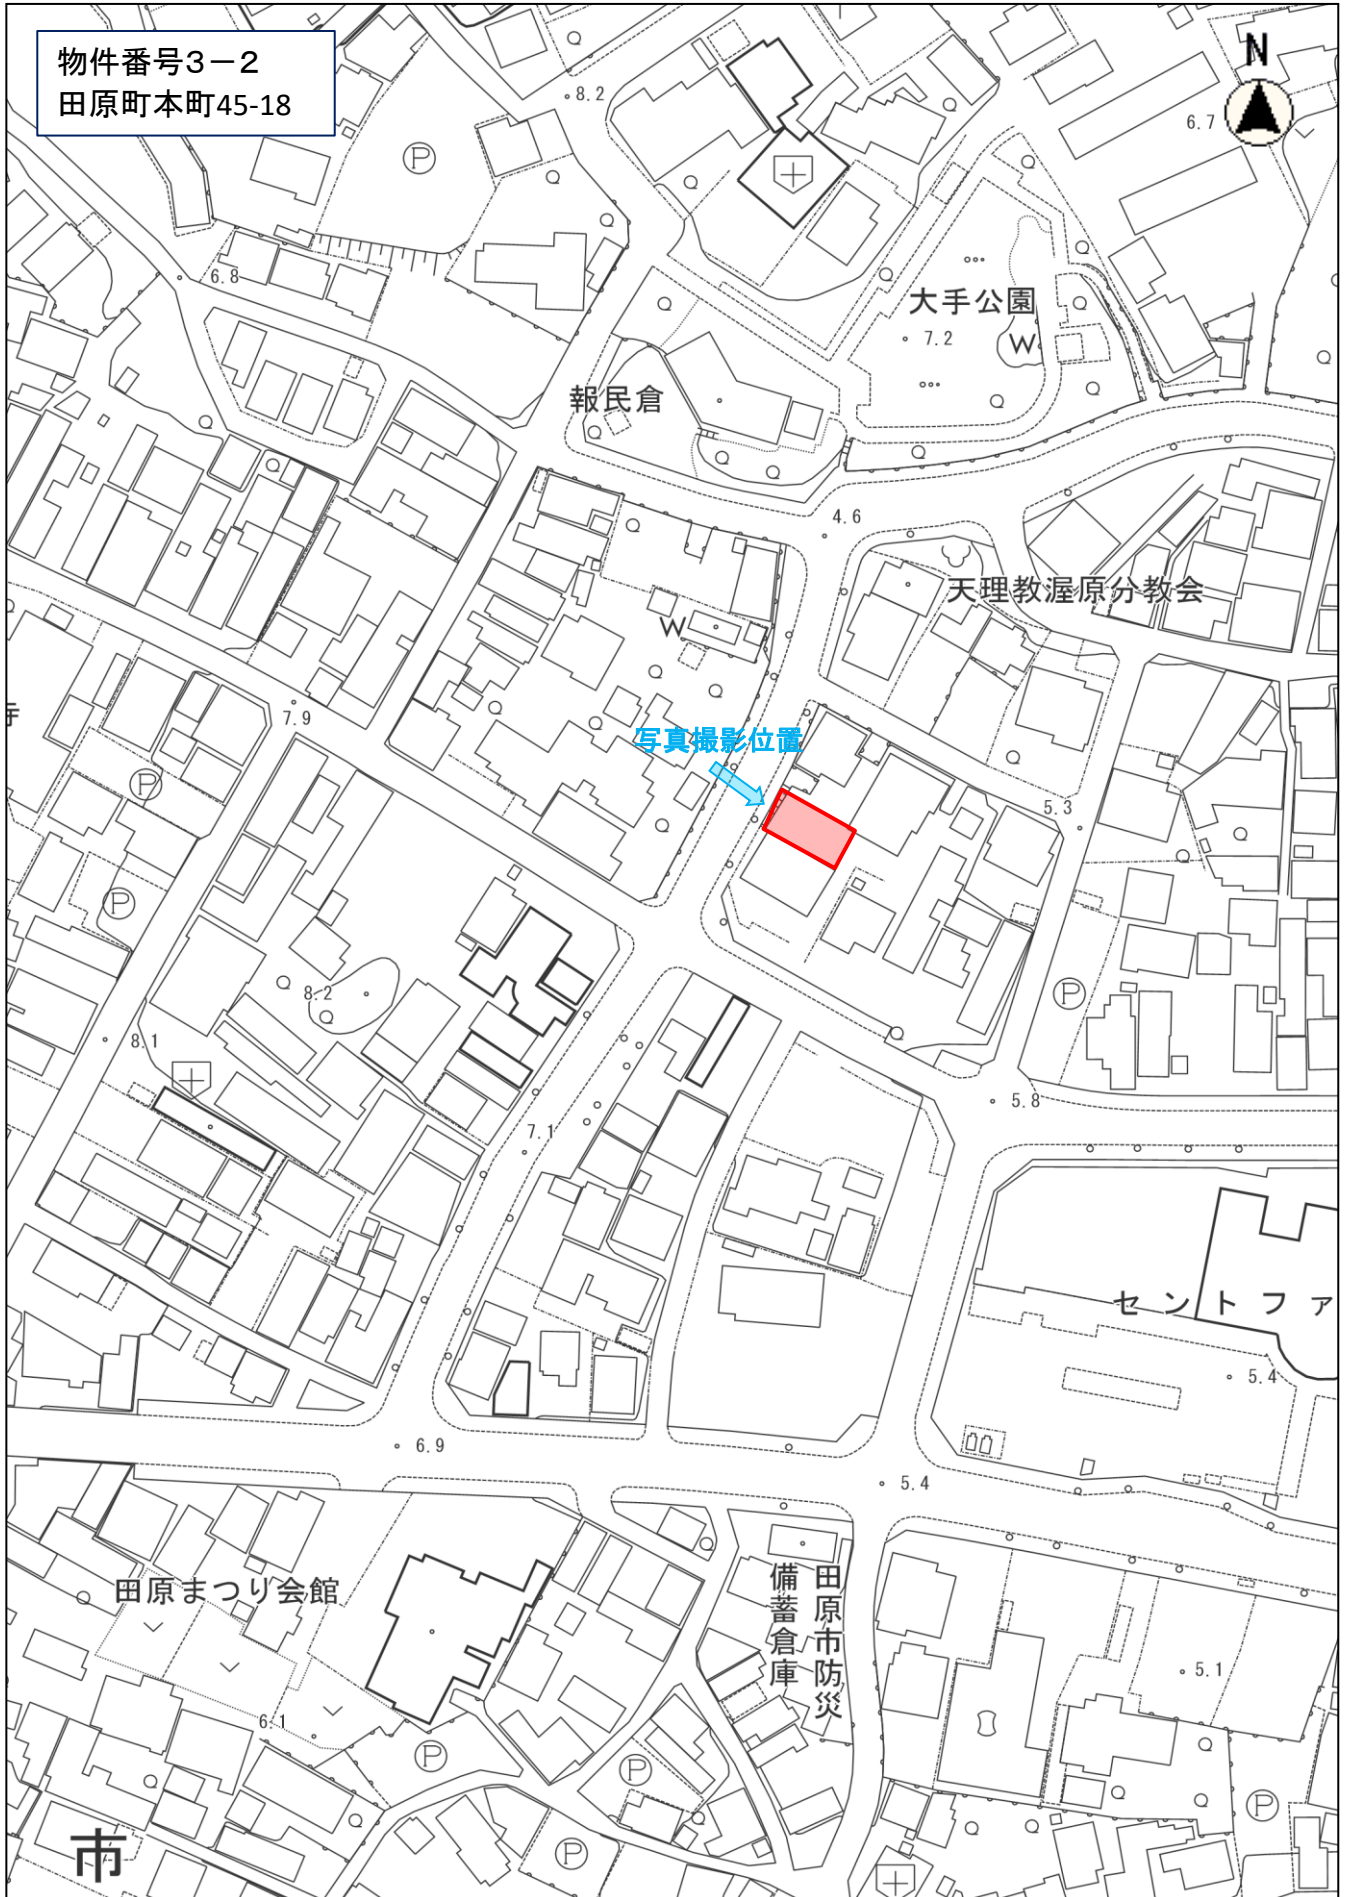 物件番号3－2
田原町本町45-18
N
8.2
6.7
P
6.8
大手公園
7.2
W
報民倉
4.6
天理教渥原分教会
W
寺
7.9
写真撮影位置
P
5.3
P
8.2
P
8.1
5.8
7.1
セントファ
5.4
6.9
5.4
田原まつり会館
田原市防災
備蓄倉庫
5.1
6.1
P
P
P
P
市